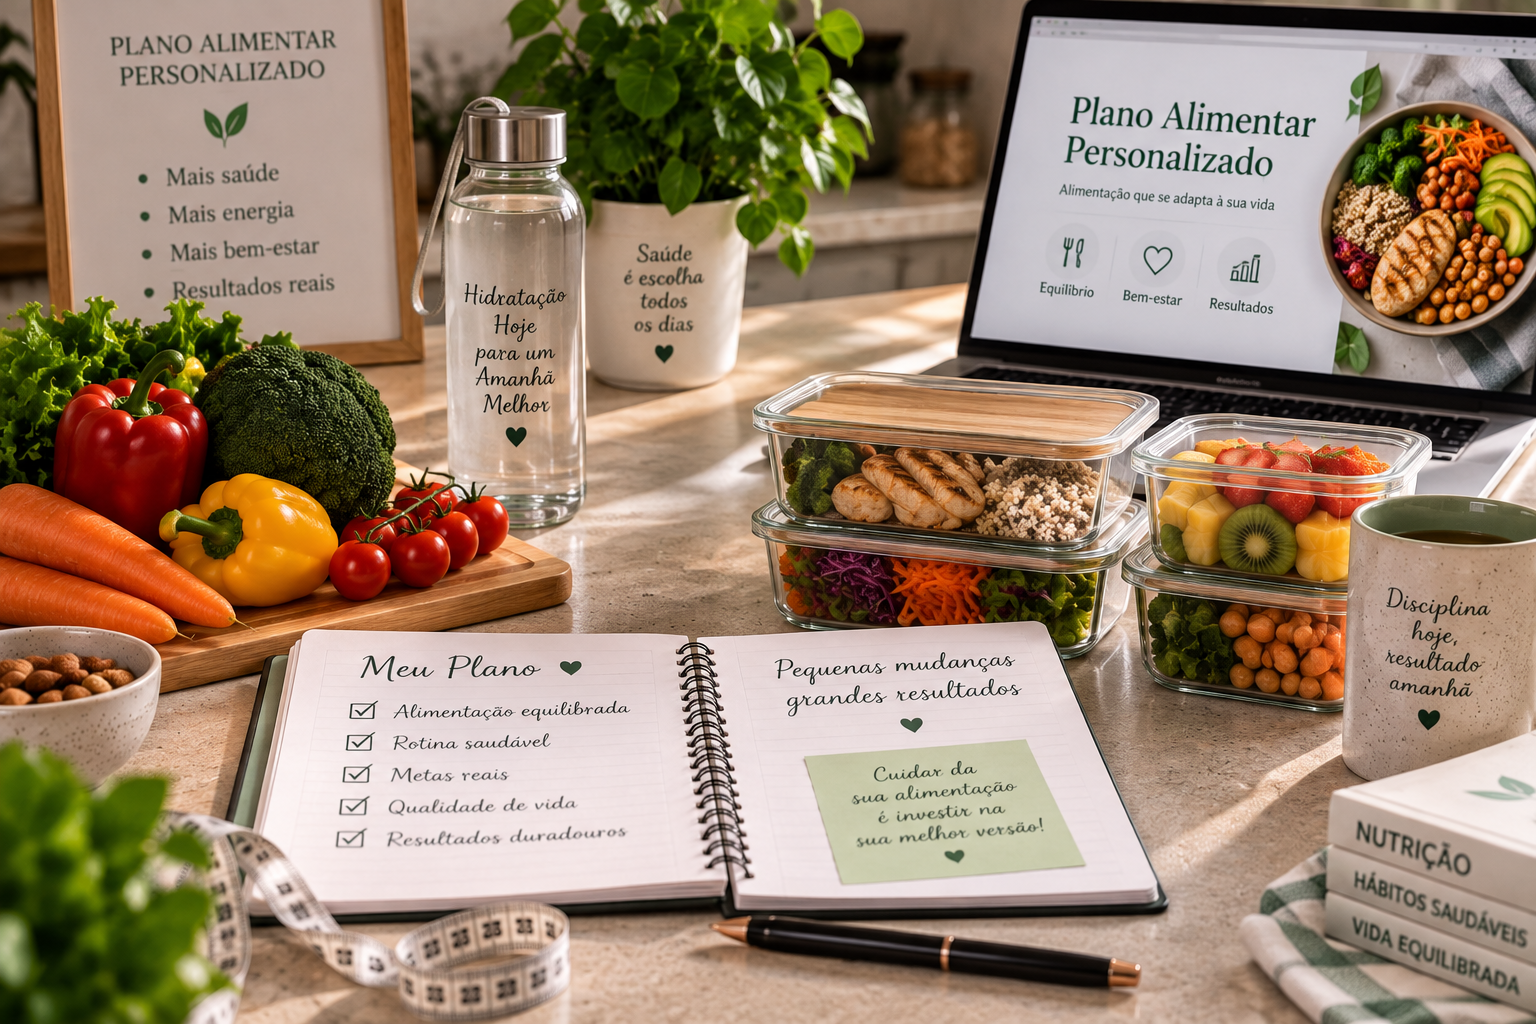 PLANO ALIMENTAR
PERSONALIZADO
Mais saúde
Mais energia
Mais bem-estar
Resultados reais
Hidratação
Hoje
para um
Amanhã
Melhor
Saúde
é escolha
todos
os dias
Plano Alimentar
Personalizado
Alimentação que se adapta à sua vida
Equilíbrio
Bem-estar
Resultados
Meu Plano
Alimentação equilibrada
Rotina saudável
Metas reais
Qualidade de vida
Resultados duradouros
Pequenas mudanças
grandes resultados
Cuidar da
sua alimentação
é investir na
sua melhor versão!
Disciplina
hoje,
resultado
amanhã
NUTRIÇÃO
HÁBITOS SAUDÁVEIS
VIDA EQUILIBRADA